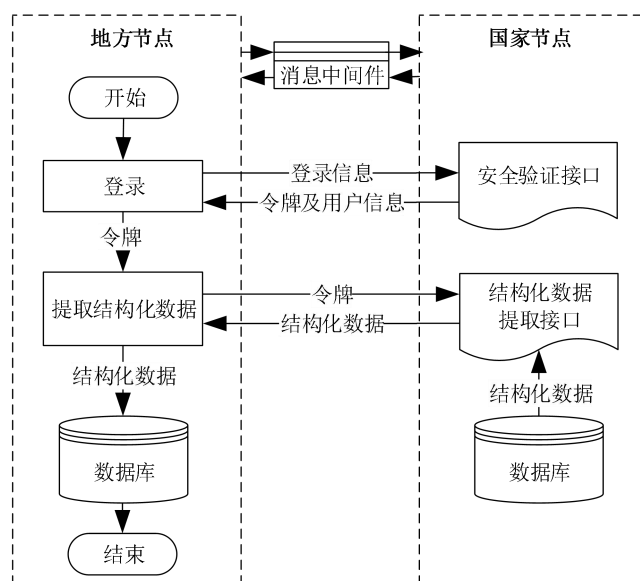 地方节点
国家节点
消息中间件
开始
登录
登录信息
令牌及用户信息
安全验证接口
令牌
提取结构化数据
令牌
结构化数据
结构化数据
提取接口
结构化数据
结构化数据
数据库
数据库
结束